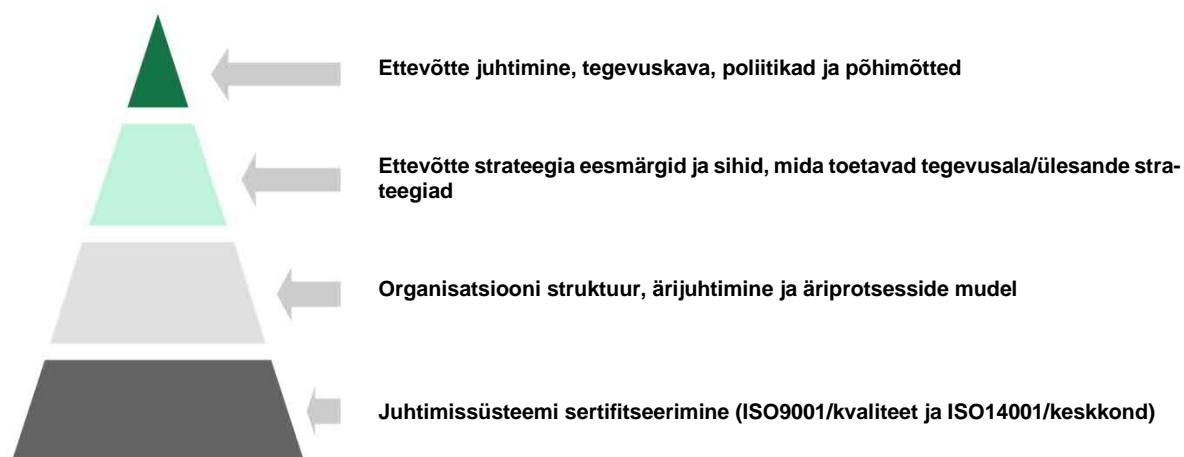 Ettevõtte juhtimine, tegevuskava, poliitikad ja põhimõtted
Ettevõtte strateegia eesmärgid ja sihid, mida toetavad tegevusala/ülesande stra-
teegiad
Organisatsiooni struktuur, ärijuhtimine ja äriprotsesside mudel
Juhtimissüsteemi sertifitseerimine (ISO9001/kvaliteet ja ISO14001/keskkond)